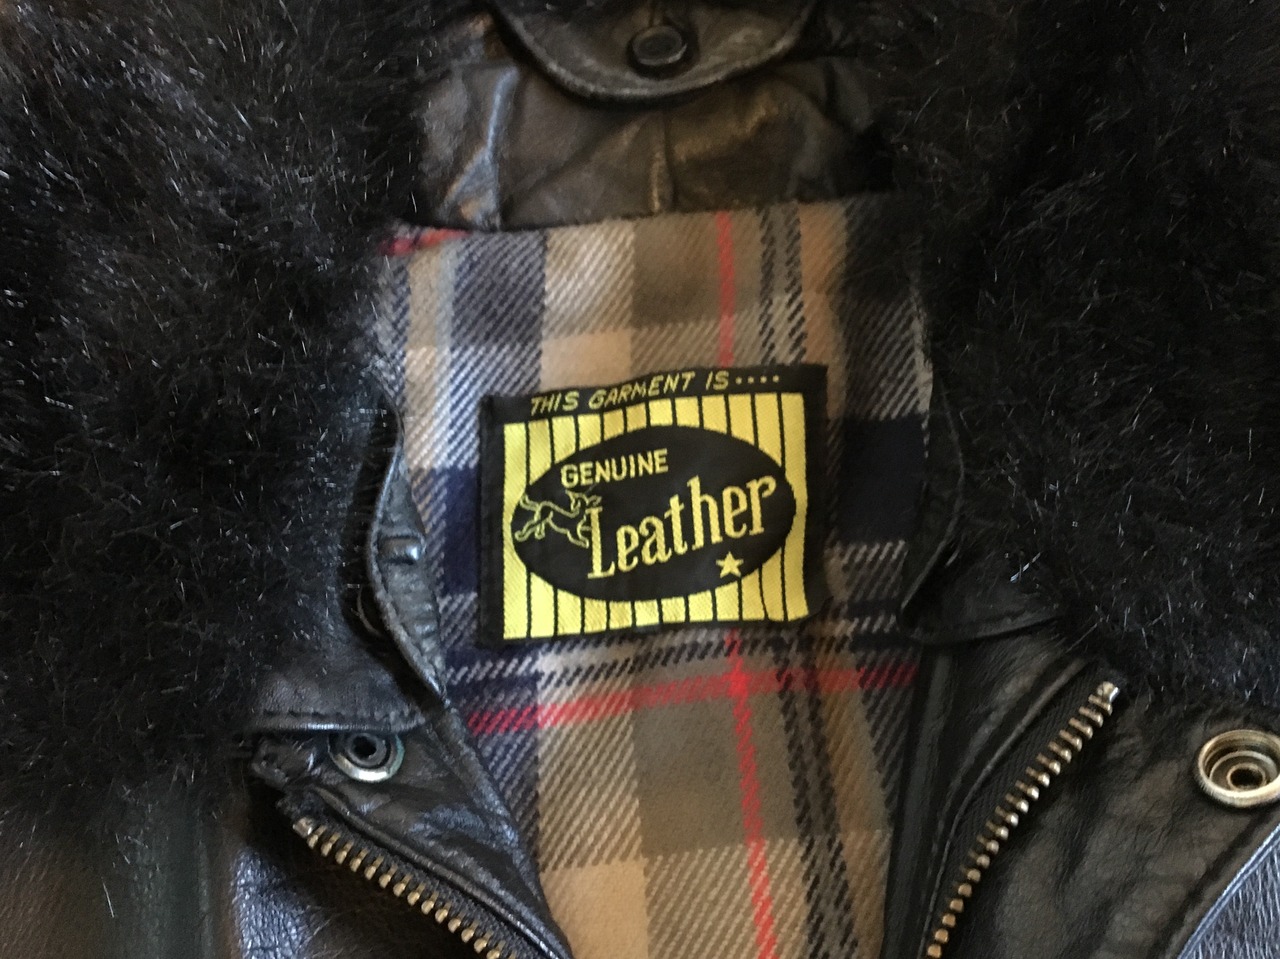 THIS GARMENT IS....
GENUINE
Leather